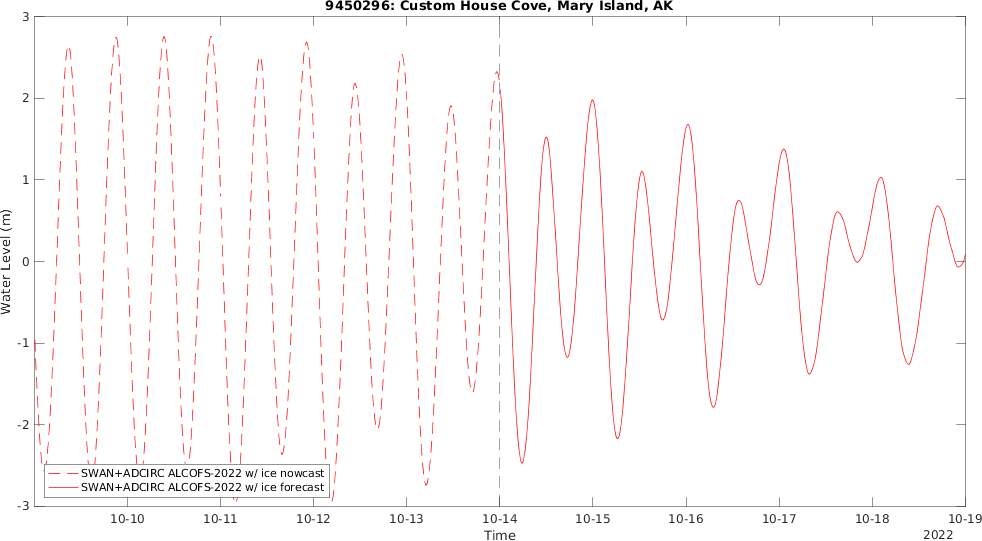 9450296: Custom House Cove, Mary Island, AK
3
2
1
0
-1
-2
-3
Water Level (m)
SWAN+ADCIRC ALCOFS-2022 w/ ice nowcast
SWAN+ADCIRC ALCOFS-2022 w/ ice forecast
10-10 10-11 10-12 10-13 10-14 10-15 10-16 10-17 10-18 10-19
Time
2022